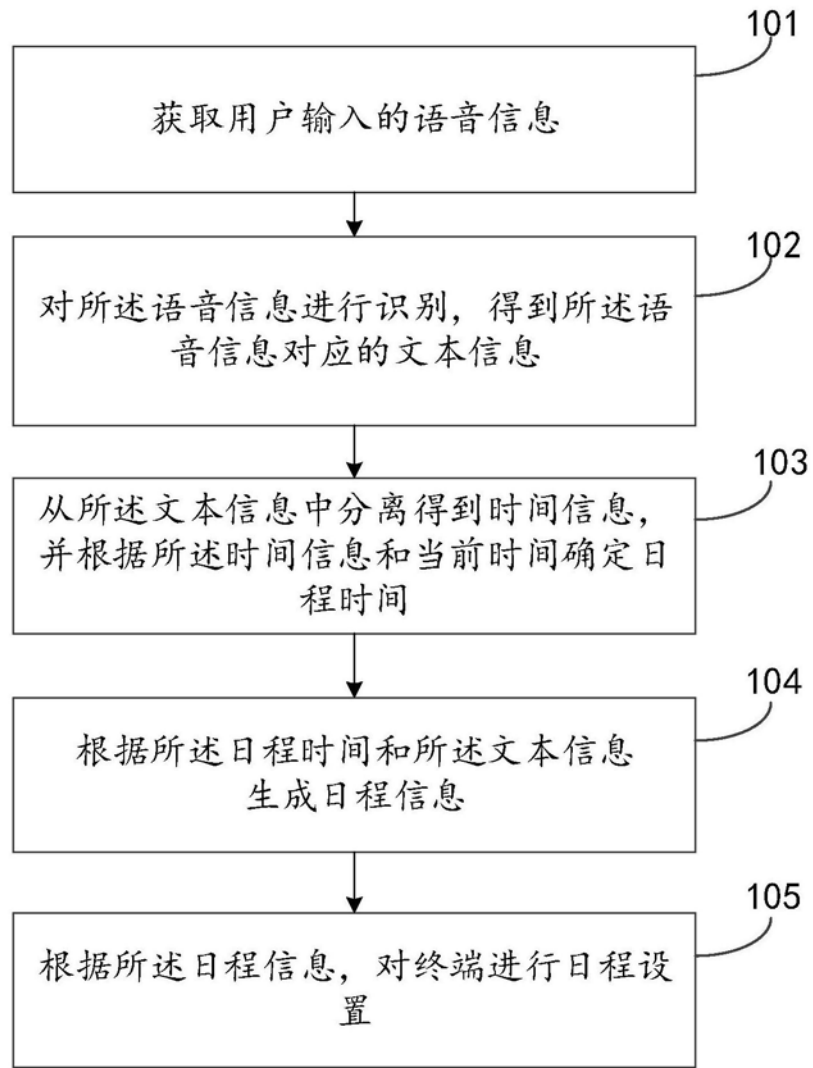 101
获取用户输入的语音信息
102
对所述语音信息进行识别，得到所述语
音信息对应的文本信息
103
从所述文本信息中分离得到时间信息，
并根据所述时间信息和当前时间确定日
程时间
104
根据所述日程时间和所述文本信息
生成日程信息
105
根据所述日程信息，对终端进行日程设
置